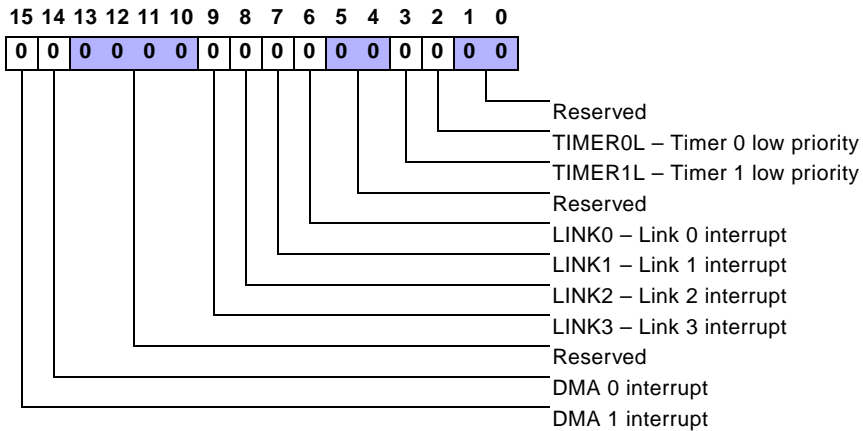 15 14 13 12 11 10 9 8 7 6 5 4 3 2 1 0
0 0 0 0 0 0 0 0 0 0 0 0 0 0 0 0
Reserved
TIMER0L – Timer 0 low priority
TIMER1L – Timer 1 low priority
Reserved
LINK0 – Link 0 interrupt
LINK1 – Link 1 interrupt
LINK2 – Link 2 interrupt
LINK3 – Link 3 interrupt
Reserved
DMA 0 interrupt
DMA 1 interrupt